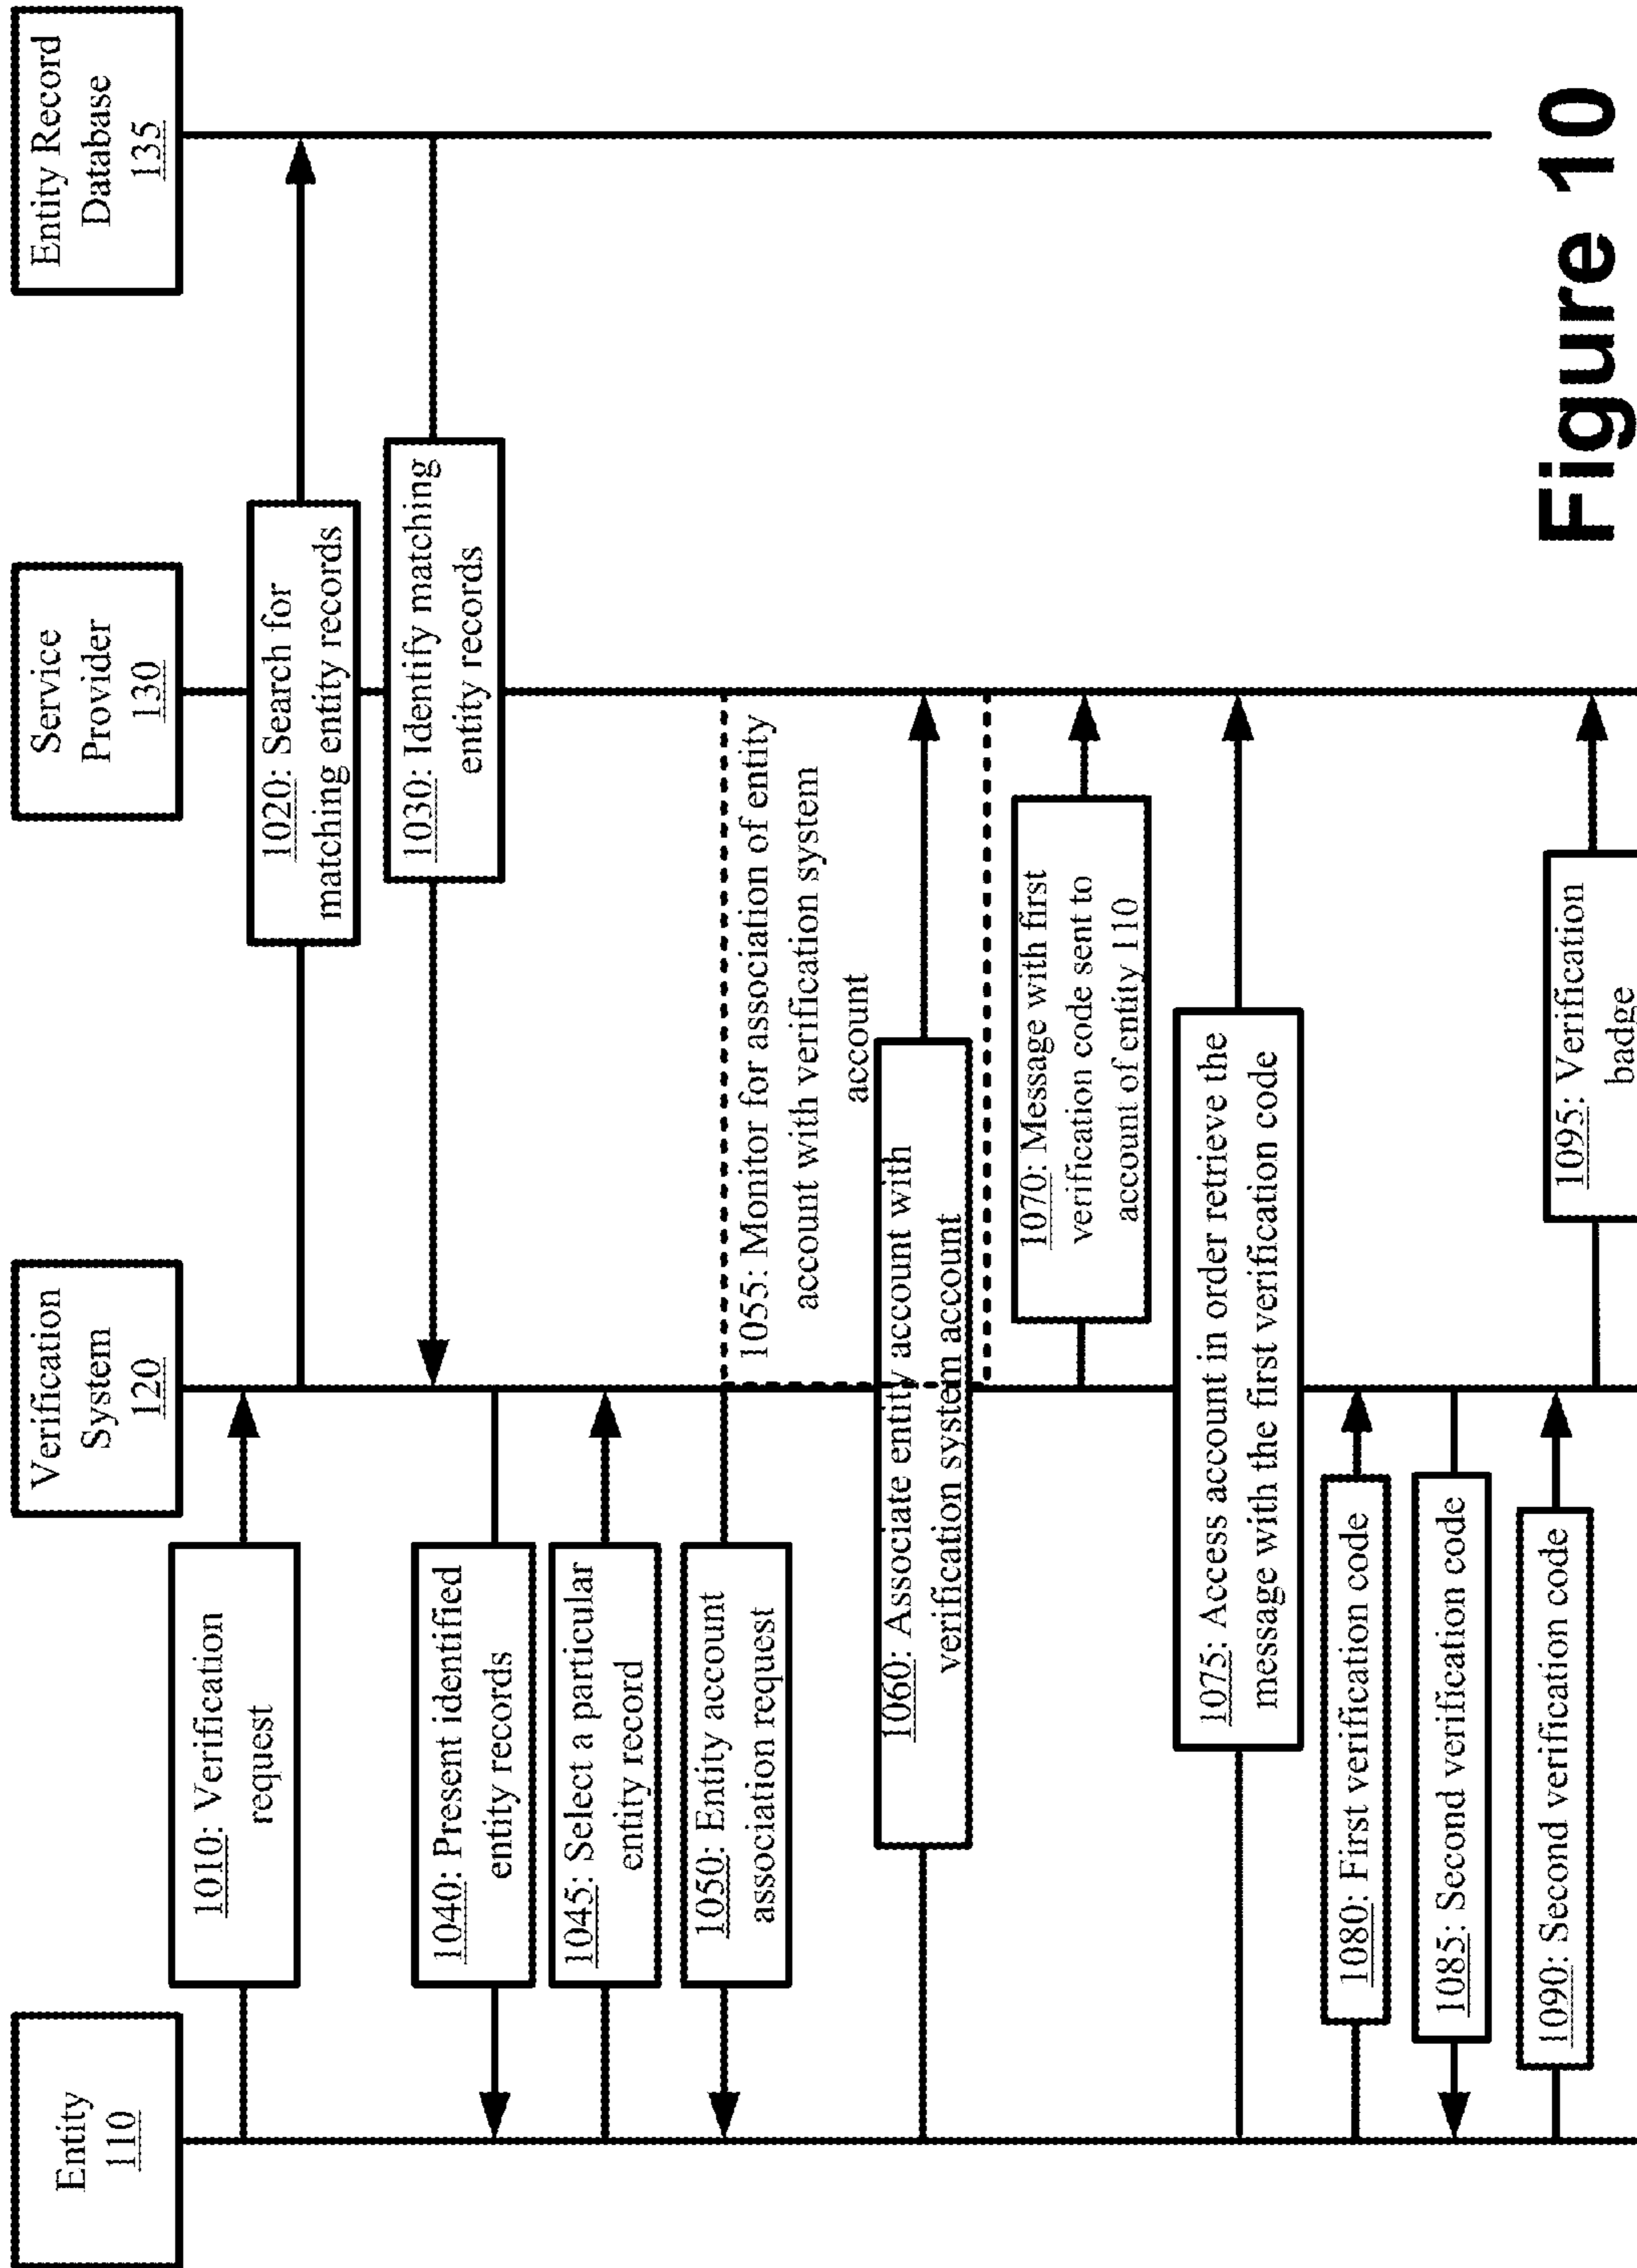 Entity
110
Verification
System
120
Service
Provider
130
Entity Record
Database
135
1010: Verification
request
1020: Search for
matching entity records
1030: Identify matching
entity records
1040: Present identified
entity records
1045: Select a particular
entity record
1050: Entity account
association request
1055: Monitor for association of entity
account with verification system
account
1060: Associate entity account with
verification system account
1070: Message with first
verification code sent to
account of entity 110
1075: Access account in order retrieve the
message with the first verification code
1080: First verification code
1085: Second verification code
1090: Second verification code
1095: Verification
badge
Figure 10